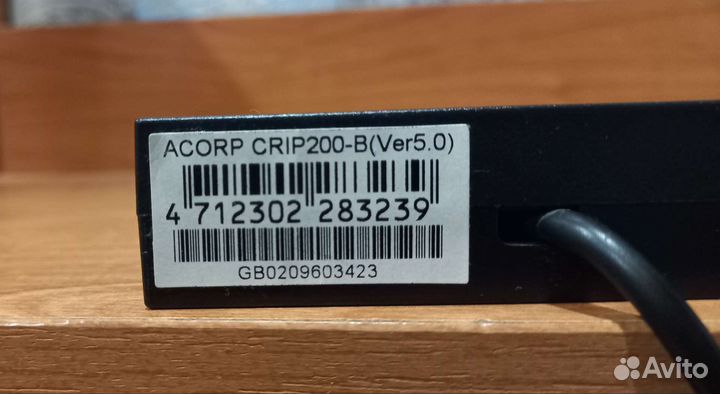 ACORP CRIP200-B(Ver5.0)
4 712302 283239
GB0209603423
Avito